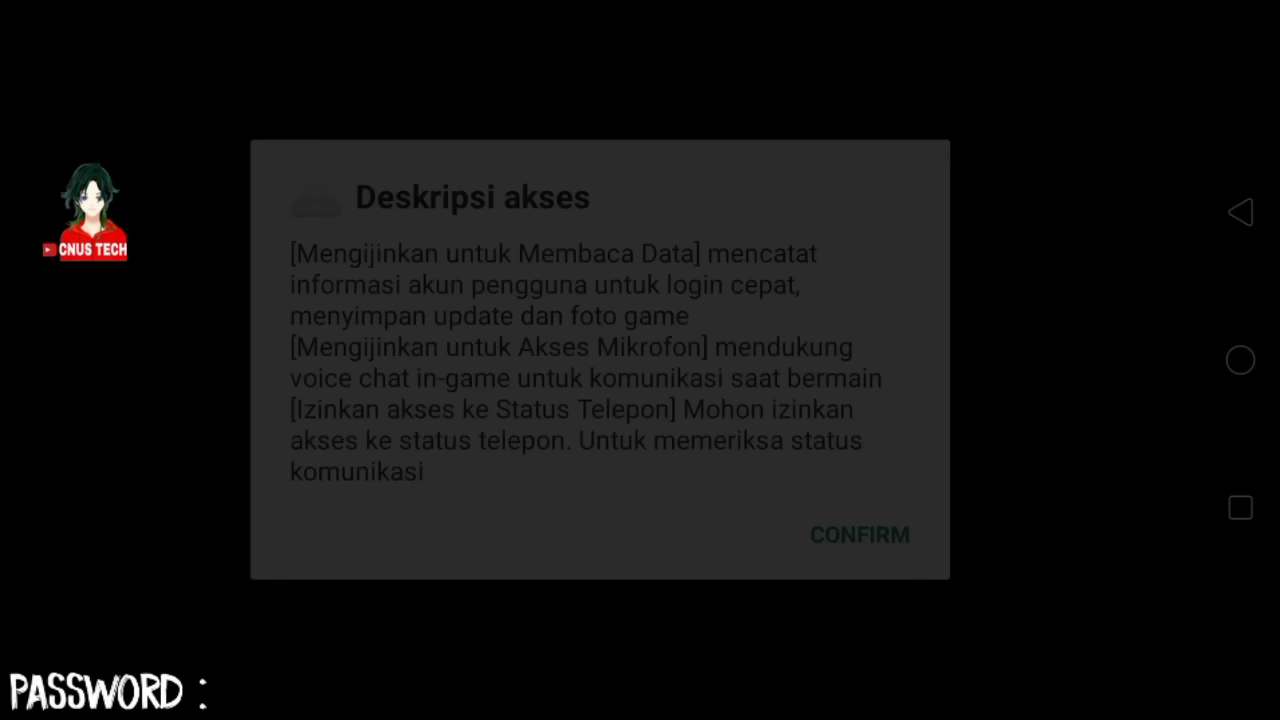 Deskripsi akses
[Mengijinkan untuk Membaca Data] mencatat
informasi akun pengguna untuk login cepat,
menyimpan update dan foto game
[Mengijinkan untuk Akses Mikrofon] mendukung
voice chat in-game untuk komunikasi saat bermain
[Izinkan akses ke Status Telepon] Mohon izinkan
akses ke status telepon. Untuk memeriksa status
komunikasi
CONFIRM
CNUS TECH
PASSWORD :